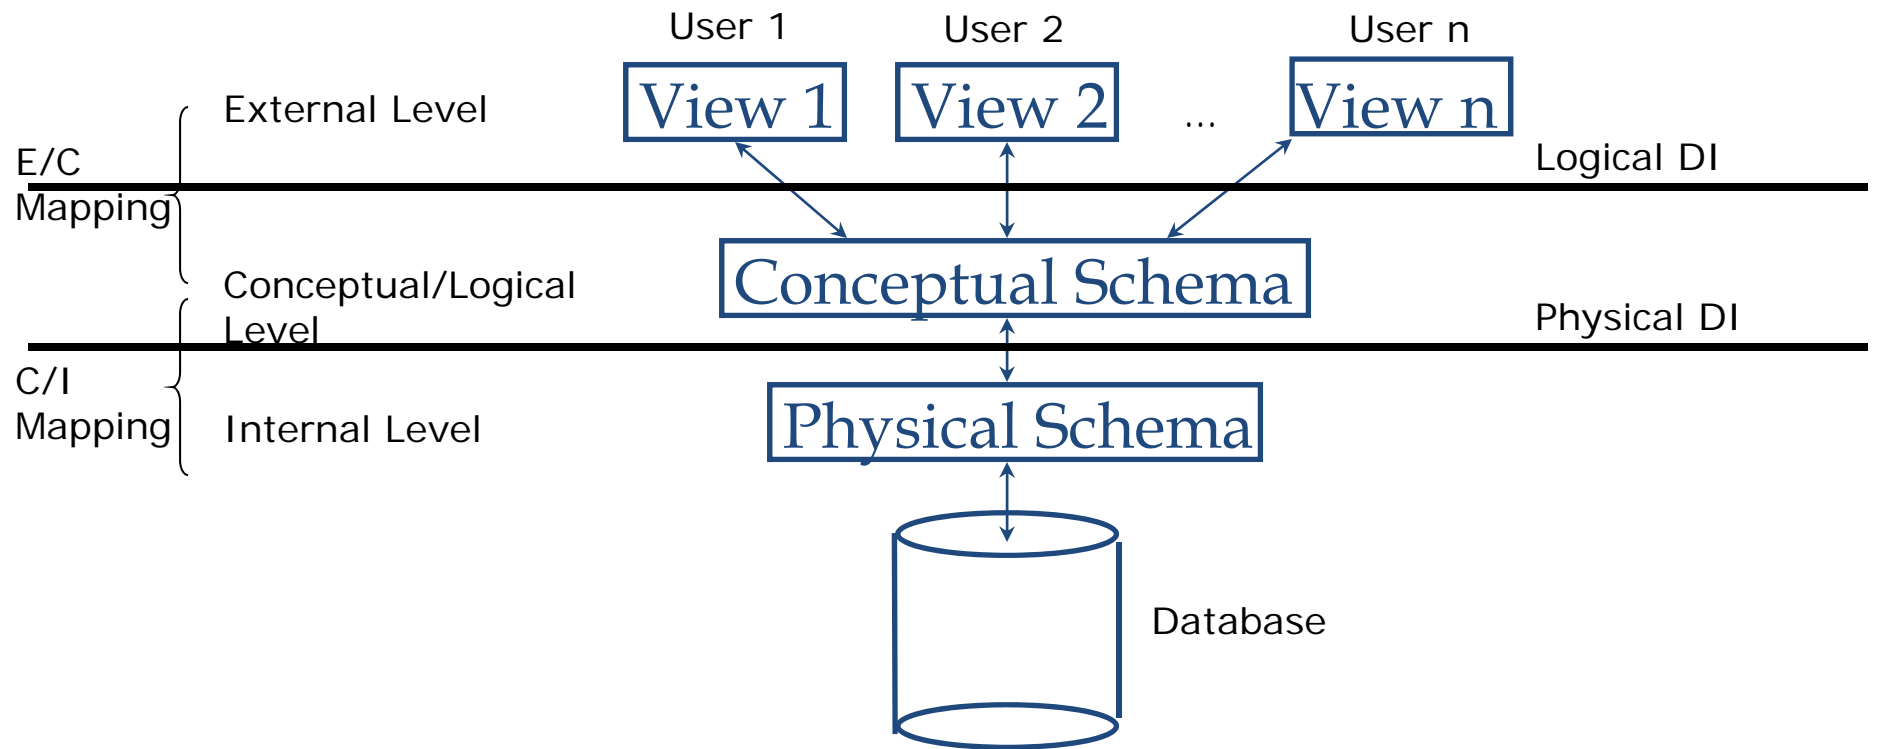 User 1
User 2
User n
External Level
View 1
View 2
...
View n
E/C
Mapping
Logical DI
Conceptual/Logical
Level
Conceptual Schema
Physical DI
C/I
Mapping
Internal Level
Physical Schema
Database